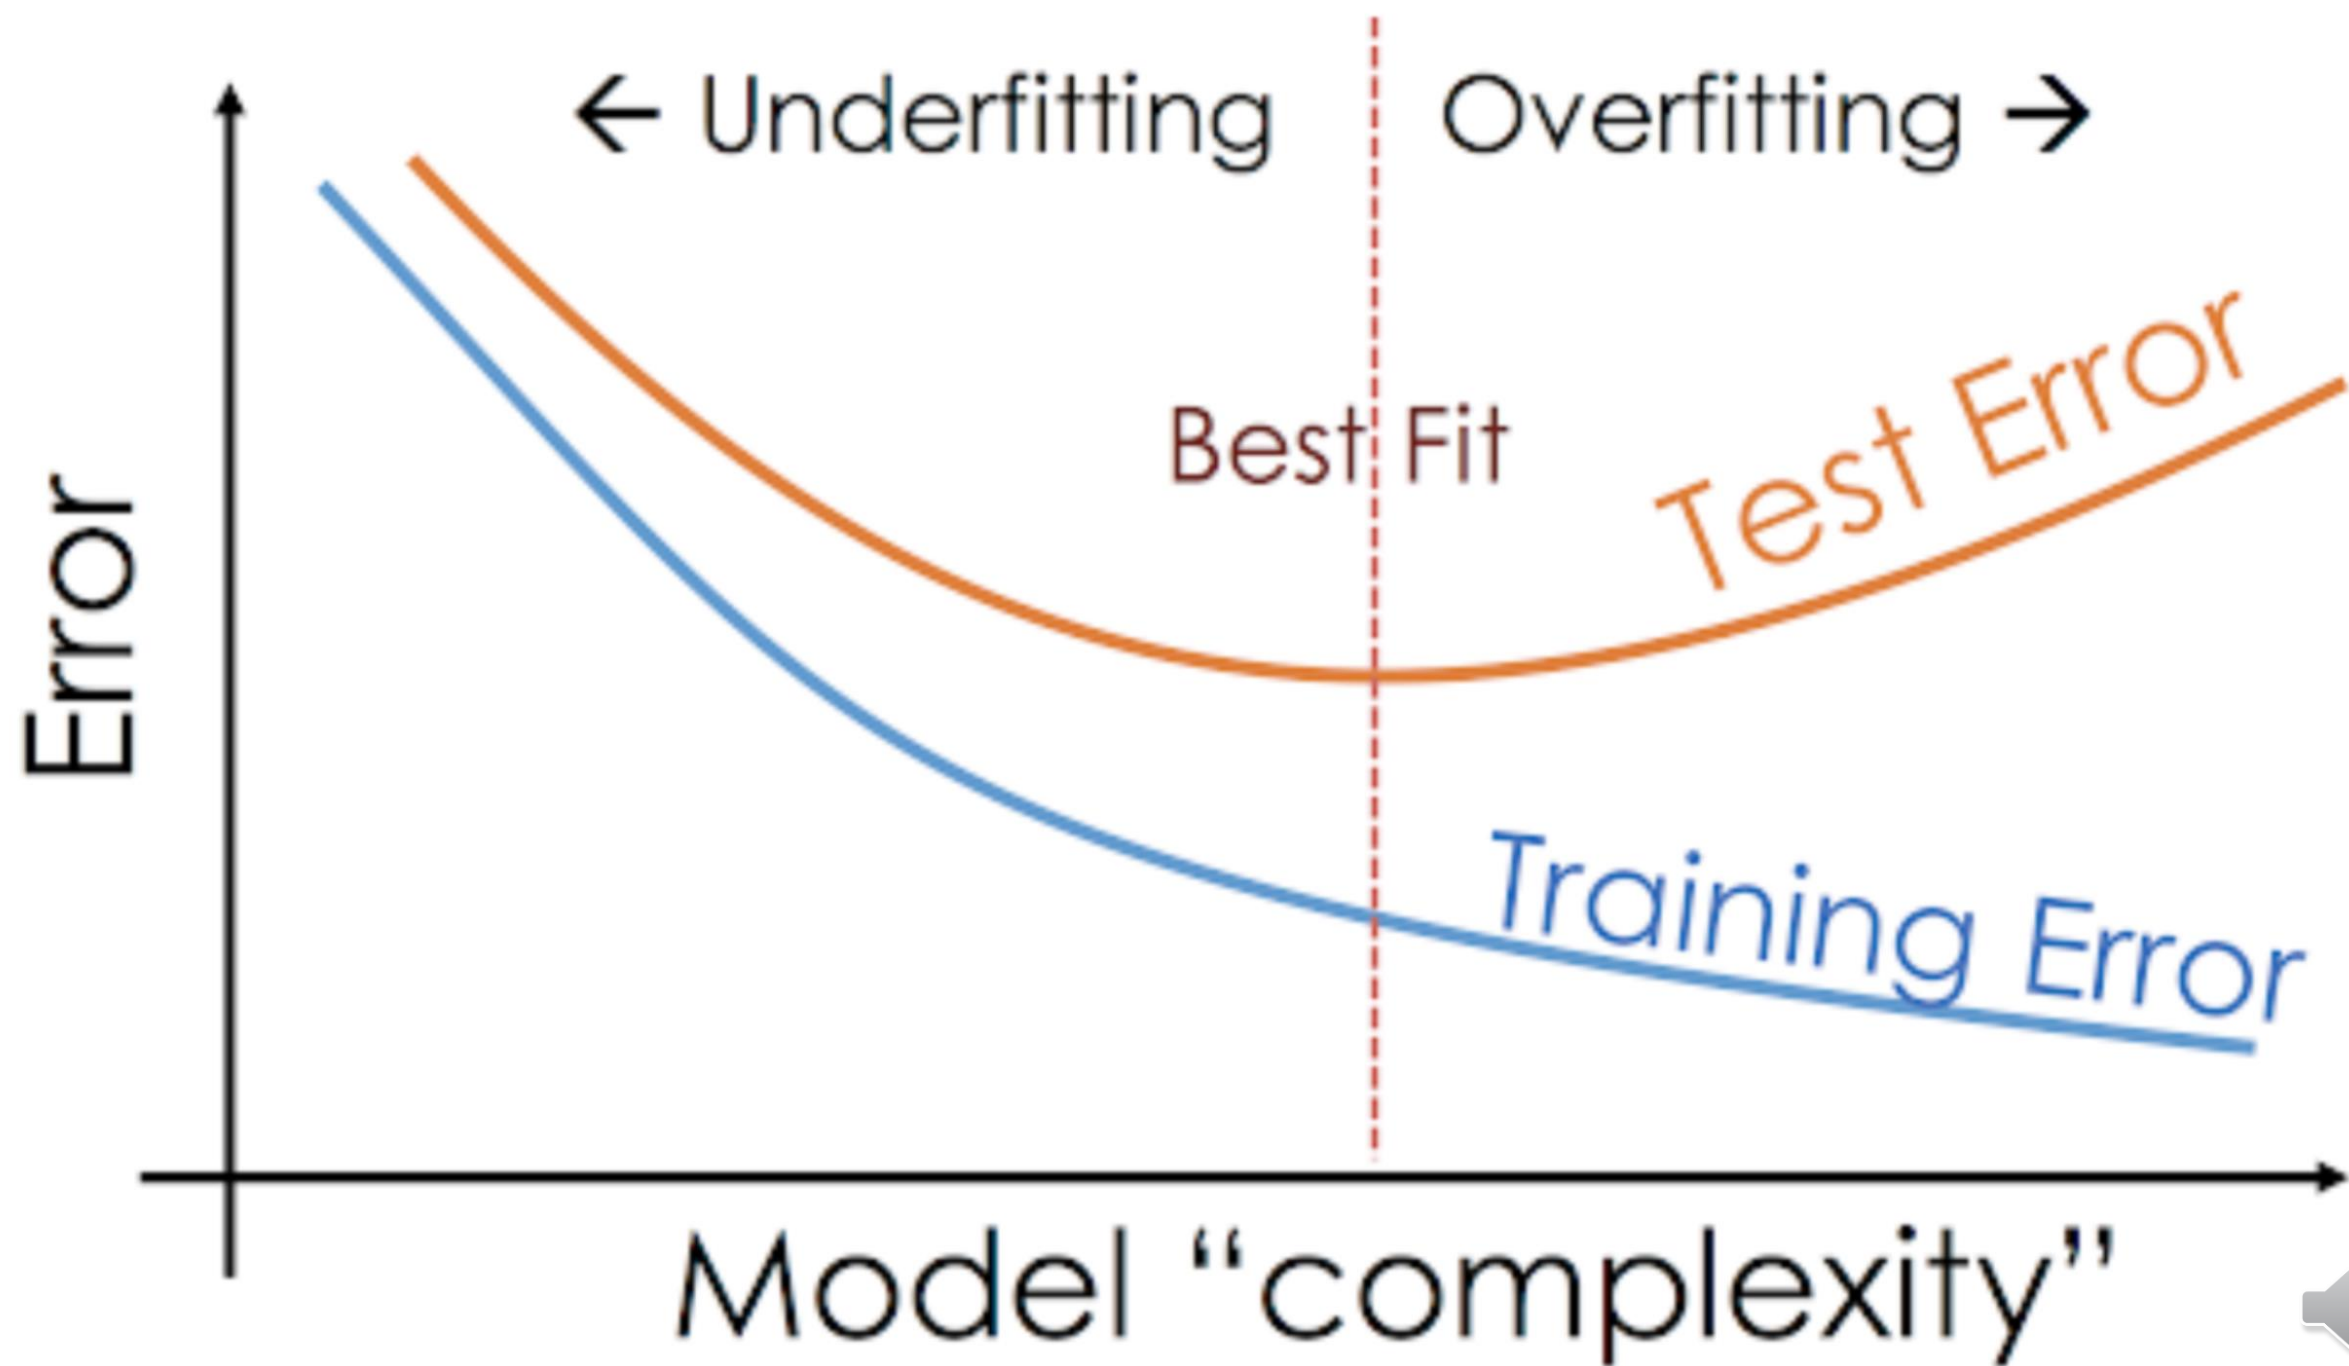 ← Underfitting
Overfitting →
Best Fit
Test Error
Error
Training Error
Model “complexity”